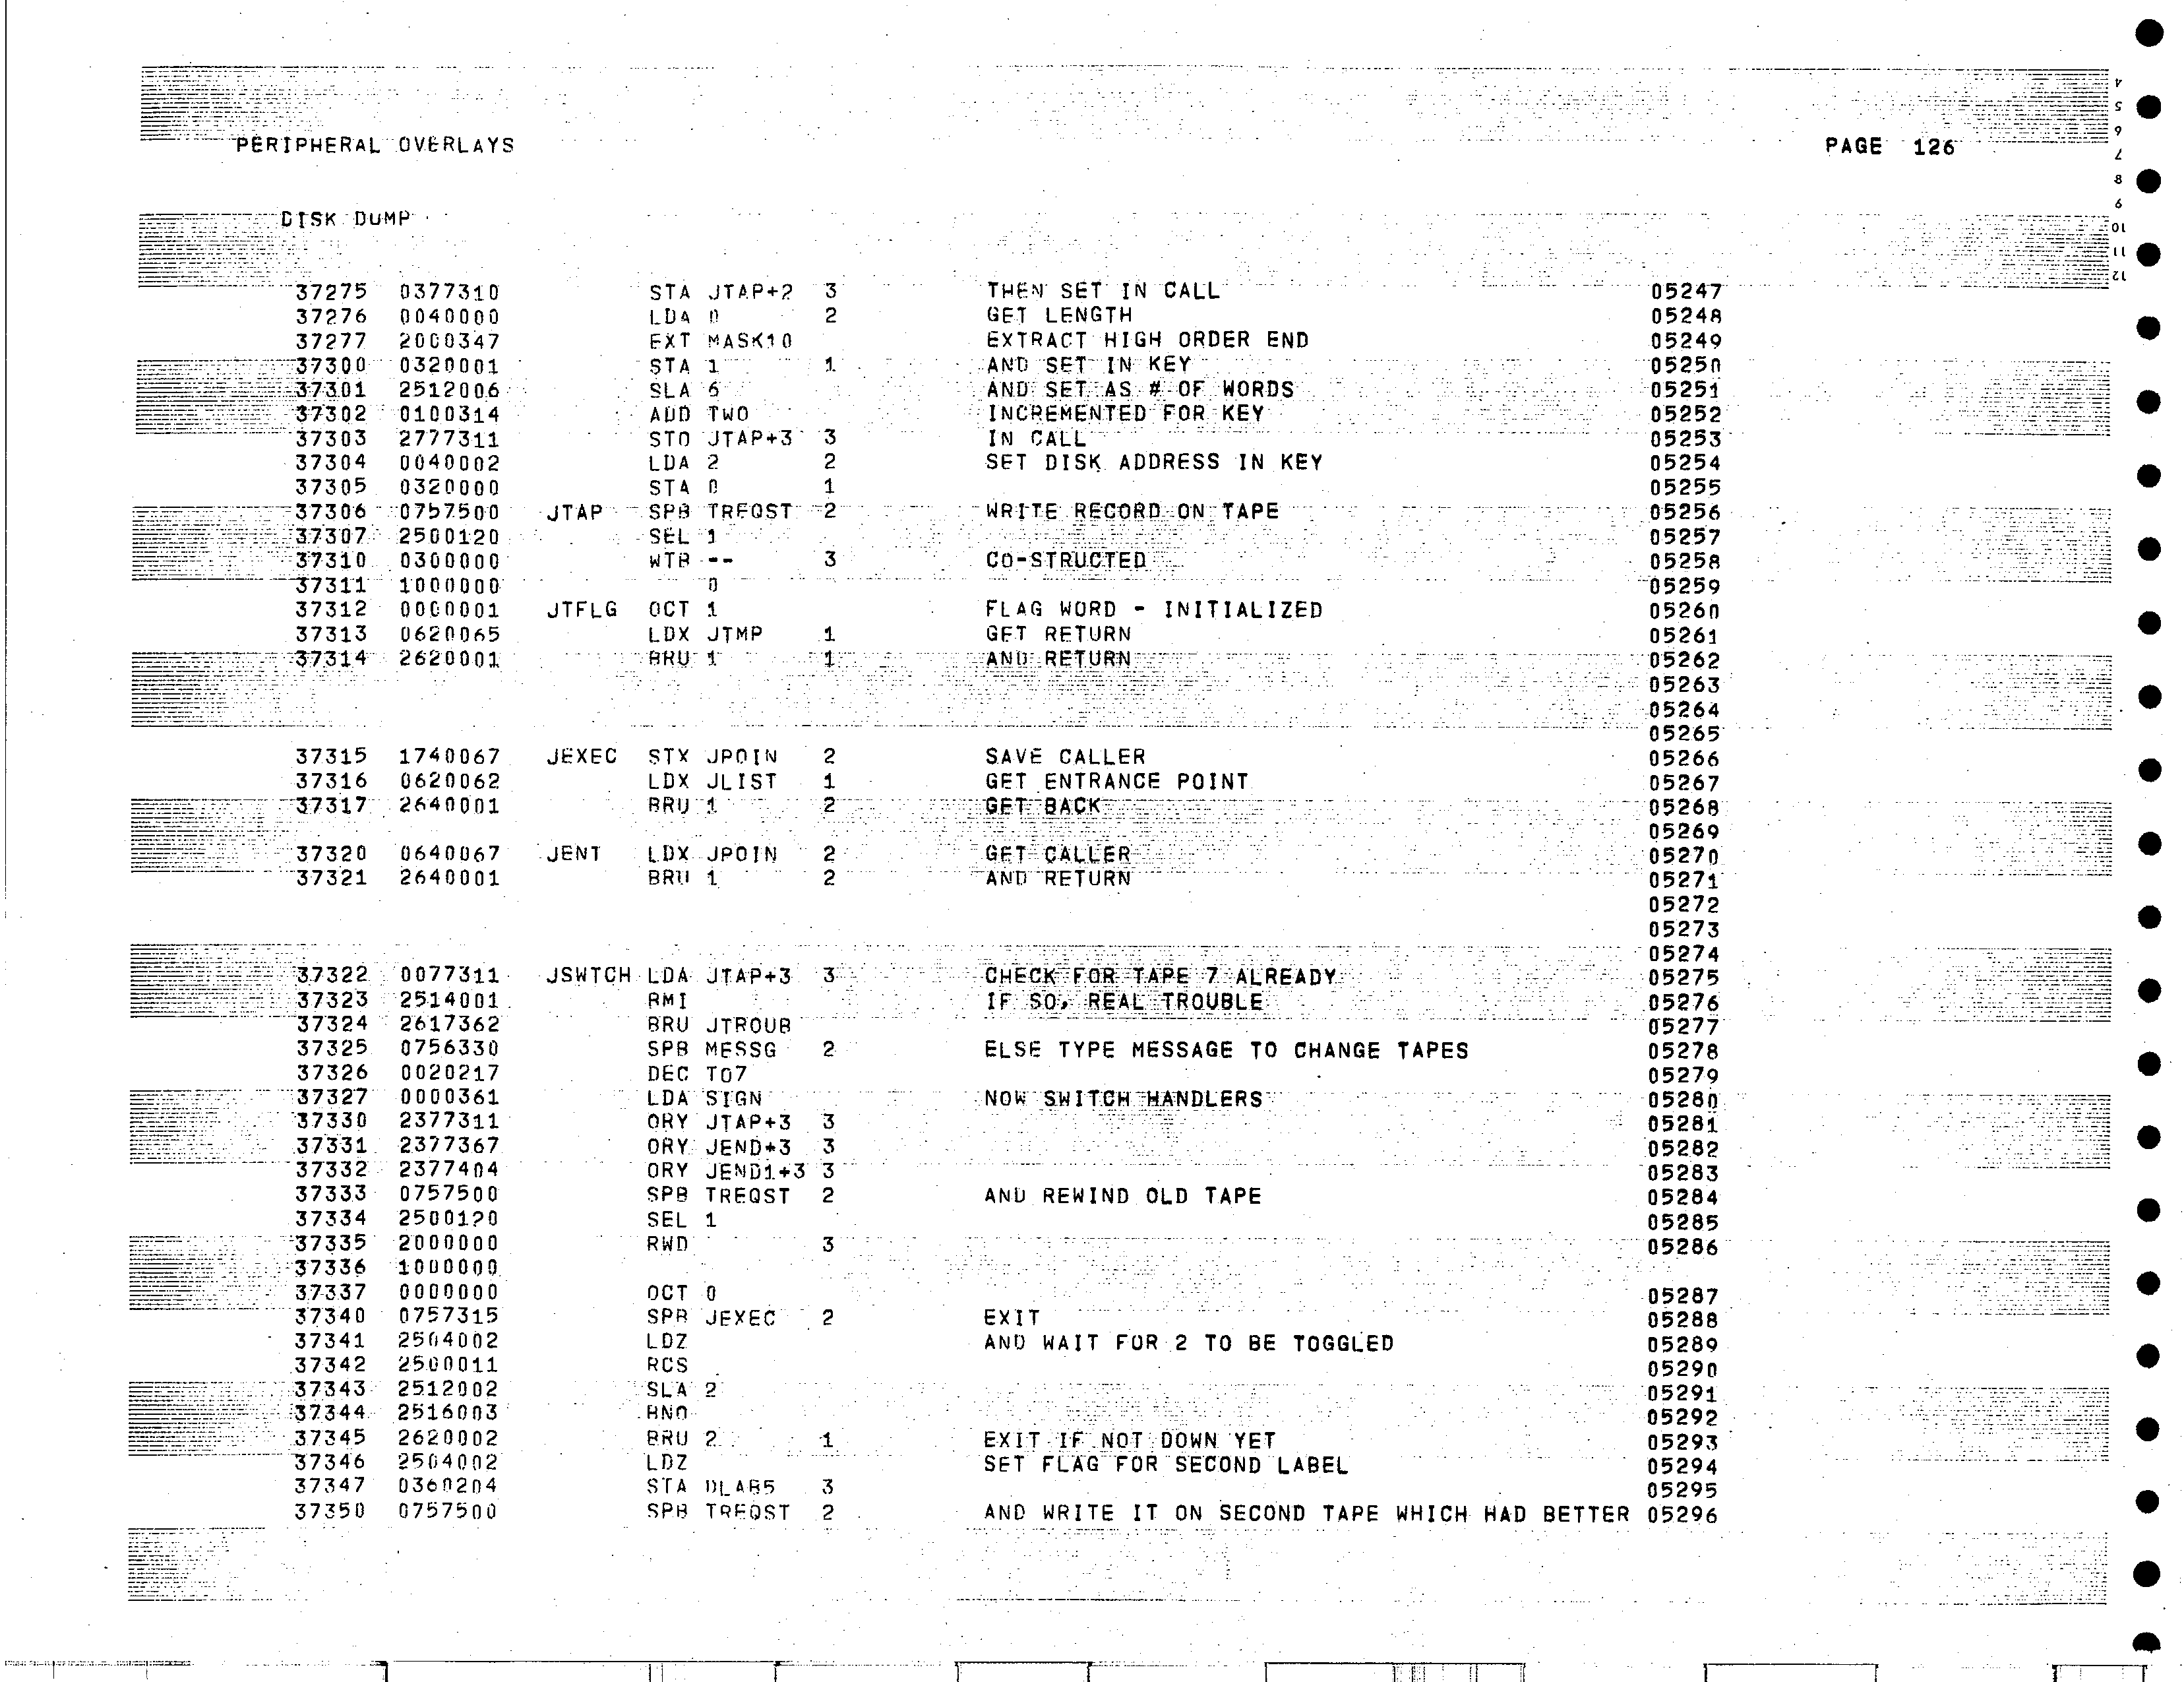 PERIPHERAL OVERLAYS PAGE 126
DISK DUMP
37275 0377310 STA JTAP+2 3 THEN SET IN CALL 05247
37276 0040000 LDA 0 2 GET LENGTH 05248
37277 2000347 EXT MASK10 EXTRACT HIGH ORDER END 05249
37300 0320001 STA 1 1 AND SET IN KEY 05250
37301 2512006 SLA 6 AND SET AS # OF WORDS 05251
37302 0100314 ADD TWO INCREMENTED FOR KEY 05252
37303 2777311 STO JTAP+3 3 IN CALL 05253
37304 0040002 LDA 2 2 SET DISK ADDRESS IN KEY 05254
37305 0320000 STA 0 1 05255
37306 0757500 JTAP SPB TREQST 2 WRITE RECORD ON TAPE 05256
37307 2500120 SEL 1 05257
37310 0300000 WTB -- 3 CO-STRUCTED 05258
37311 1000000 0 05259
37312 0000001 JTFLG OCT 1 FLAG WORD - INITIALIZED 05260
37313 0620065 LDX JTMP 1 GET RETURN 05261
37314 2620001 BRU 1 1 AND RETURN 05262
05263
05264
05265
37315 1740067 JEXEC STX JPOIN 2 SAVE CALLER 05266
37316 0620062 LDX JLIST 1 GET ENTRANCE POINT 05267
37317 2640001 BRU 1 2 GET BACK 05268
05269
37320 0640067 JENT LDX JPOIN 2 GET CALLER 05270
37321 2640001 BRU 1 2 AND RETURN 05271
05272
05273
05274
37322 0077311 JSWTCH LDA JTAP+3 3 CHECK FOR TAPE 7 ALREADY 05275
37323 2514001 BMI IF SO, REAL TROUBLE 05276
37324 2617362 BRU JTROUB 05277
37325 0756330 SPB MESSG 2 ELSE TYPE MESSAGE TO CHANGE TAPES 05278
37326 0020217 DEC TO7 05279
37327 0000361 LDA SIGN NOW SWITCH HANDLERS 05280
37330 2377311 ORY JTAP+3 3 05281
37331 2377367 ORY JEND+3 3 05282
37332 2377404 ORY JEND1+3 3 05283
37333 0757500 SPB TREQST 2 AND REWIND OLD TAPE 05284
37334 2500120 SEL 1 05285
37335 2000000 RWD 3 05286
37336 1000000
37337 0000000 OCT 0 05287
37340 0757315 SPB JEXEC 2 EXIT 05288
37341 2504002 LDZ AND WAIT FOR 2 TO BE TOGGLED 05289
37342 2500011 RCS 05290
37343 2512002 SLA 2 05291
37344 2516003 BNO 05292
37345 2620002 BRU 2 1 EXIT IF NOT DOWN YET 05293
37346 2504002 LDZ SET FLAG FOR SECOND LABEL 05294
37347 0360204 STA DLAB5 3 05295
37350 0757500 SPB TREQST 2 AND WRITE IT ON SECOND TAPE WHICH HAD BETTER 05296
4
5
6
7
8
9
10
11
12